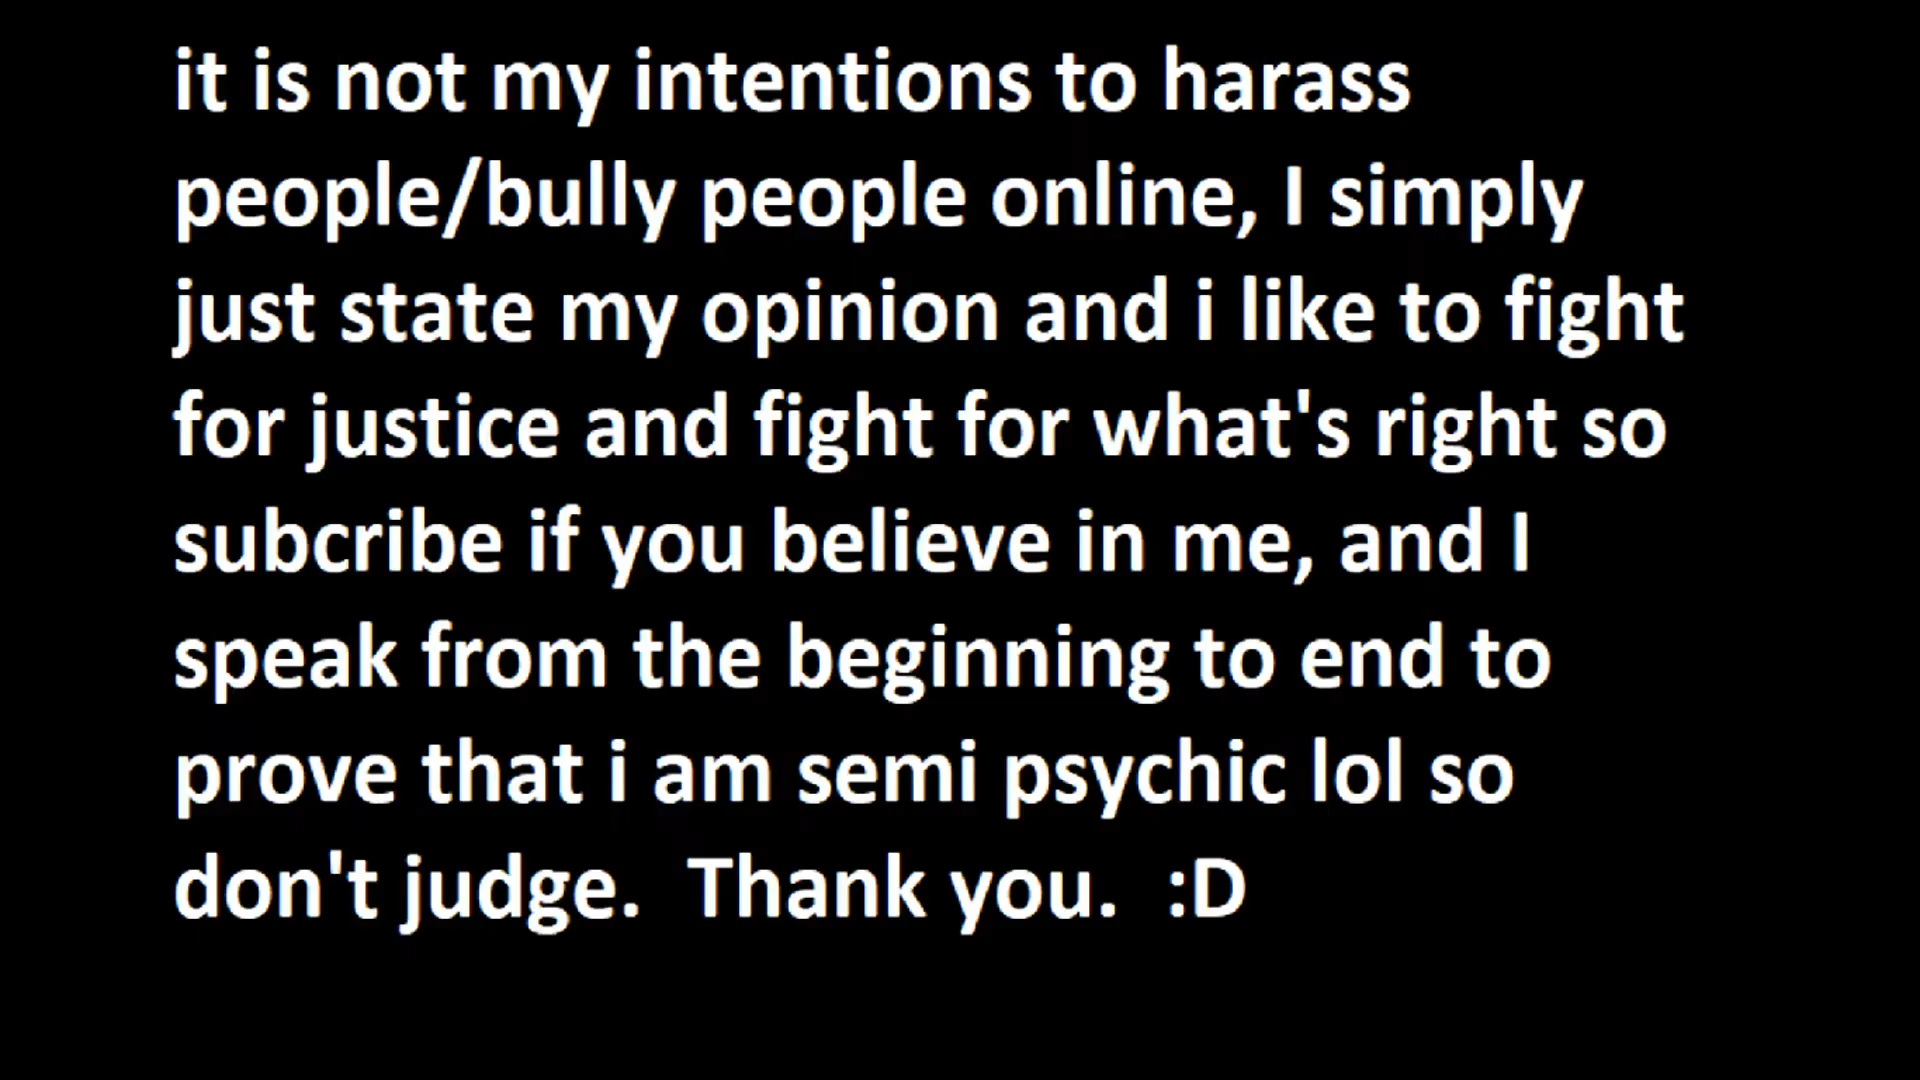 it is not my intentions to harass
people/bully people online, I simply
just state my opinion and i like to fight
for justice and fight for what's right so
subcribe if you believe in me, and I
speak from the beginning to end to
prove that i am semi psychic lol so
don't judge.  Thank you.  :D